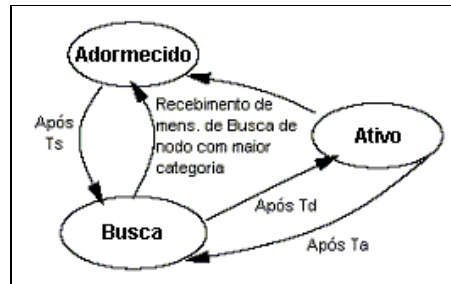 Adormecido
Recebimento de
mens. de Busca de
nodo com maior
categoria
Após
Ts
Ativo
Após Td
Busca
Após Ta